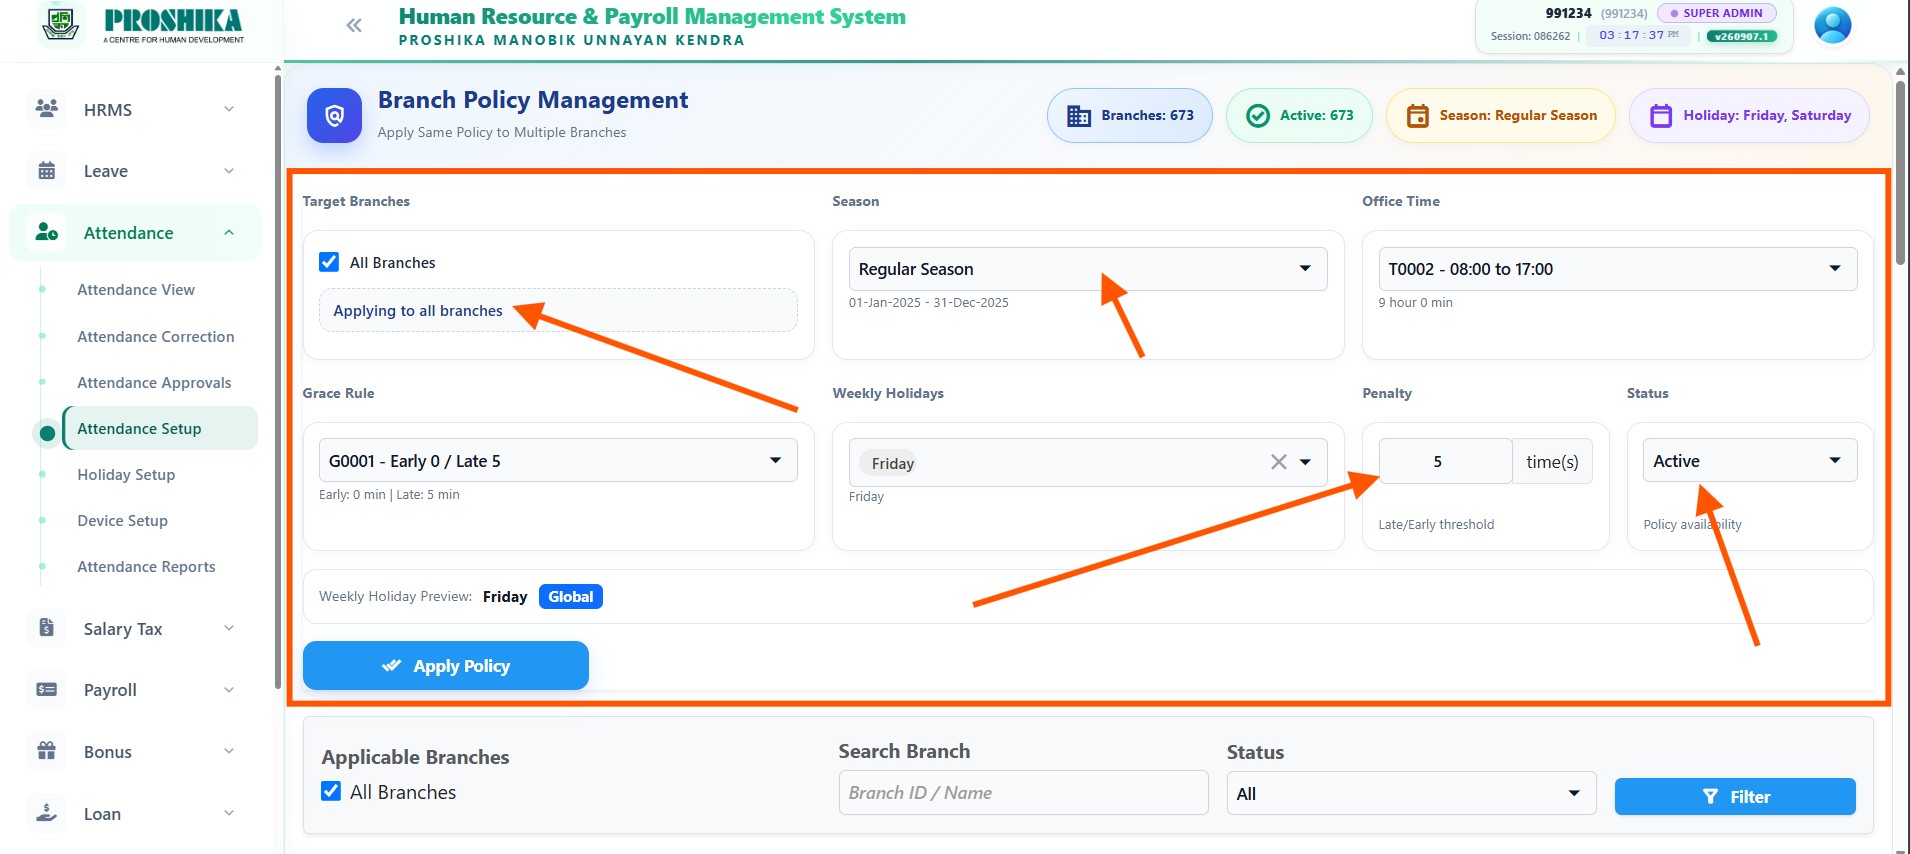 PROSHIKA
A CENTRE FOR HUMAN DEVELOPMENT
Human Resource & Payroll Management System
PROSHIKA MANOBIK UNNAYAN KENDRA
991234 (991234) SUPER ADMIN
Session: 086262 | 03:17:37 PM | v260907.1
HRMS
Leave
Attendance
Attendance View
Attendance Correction
Attendance Approvals
Attendance Setup
Holiday Setup
Device Setup
Attendance Reports
Salary Tax
Payroll
Bonus
Loan
Branch Policy Management
Apply Same Policy to Multiple Branches
Branches: 673
Active: 673
Season: Regular Season
Holiday: Friday, Saturday
Target Branches
All Branches
Applying to all branches
Season
Regular Season
01-Jan-2025 - 31-Dec-2025
Office Time
T0002 - 08:00 to 17:00
9 hour 0 min
Grace Rule
G0001 - Early 0 / Late 5
Early: 0 min | Late: 5 min
Weekly Holidays
Friday
Friday
Penalty
5 time(s)
Late/Early threshold
Status
Active
Policy availability
Weekly Holiday Preview: Friday Global
Apply Policy
Applicable Branches
All Branches
Search Branch
Branch ID / Name
Status
All
Filter